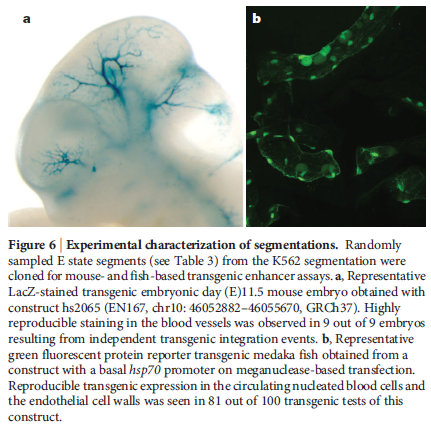 a
b
Figure 6 | Experimental characterization of segmentations. Randomly
sampled E state segments (see Table 3) from the K562 segmentation were
cloned for mouse- and fish-based transgenic enhancer assays. a, Representative
LacZ-stained transgenic embryonic day (E)11.5 mouse embryo obtained with
construct hs2065 (EN167, chr10: 46052882–46055670, GRCh37). Highly
reproducible staining in the blood vessels was observed in 9 out of 9 embryos
resulting from independent transgenic integration events. b, Representative
green fluorescent protein reporter transgenic medaka fish obtained from a
construct with a basal hsp70 promoter on meganuclease-based transfection.
Reproducible transgenic expression in the circulating nucleated blood cells and
the endothelial cell walls was seen in 81 out of 100 transgenic tests of this
construct.